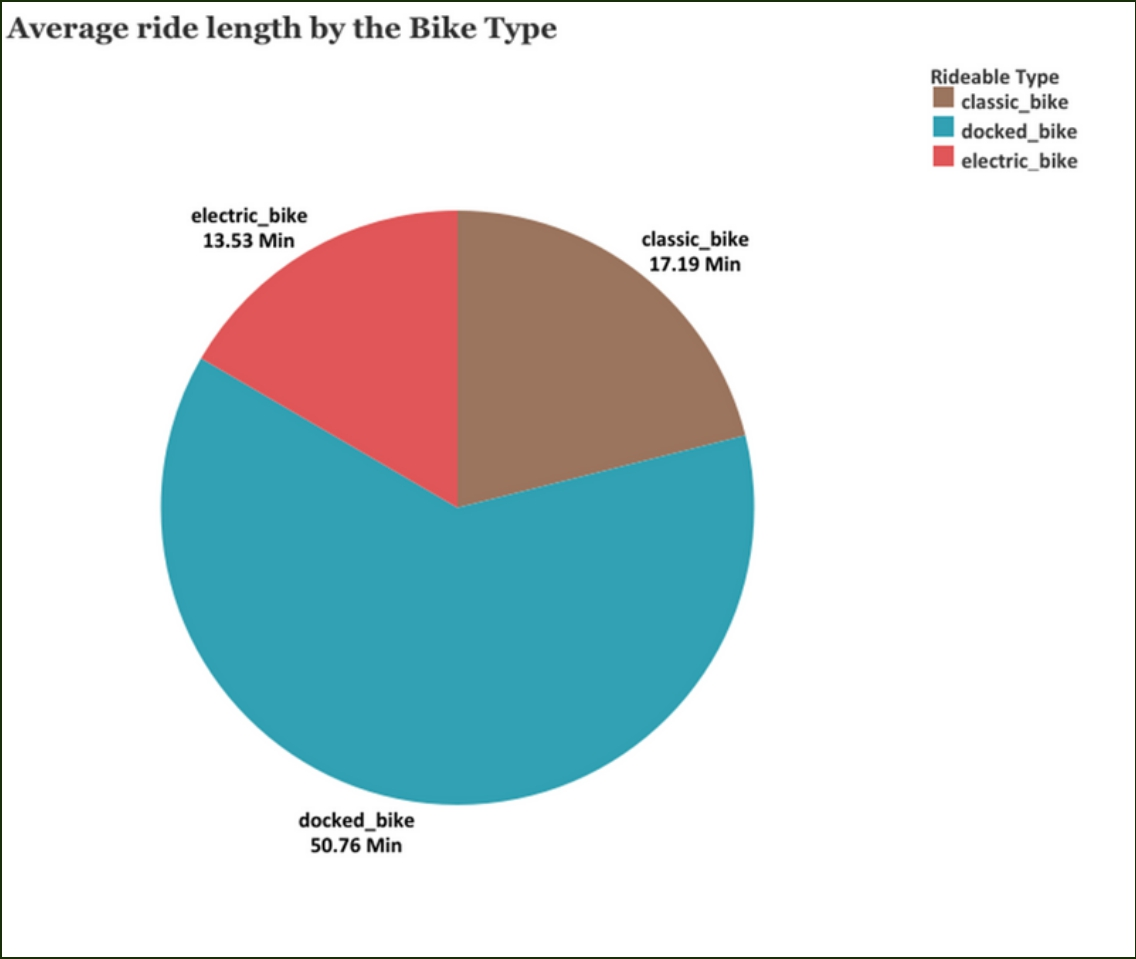 Average ride length by the Bike Type
Rideable Type
classic_bike
docked_bike
electric_bike
electric_bike
13.53 Min
classic_bike
17.19 Min
docked_bike
50.76 Min